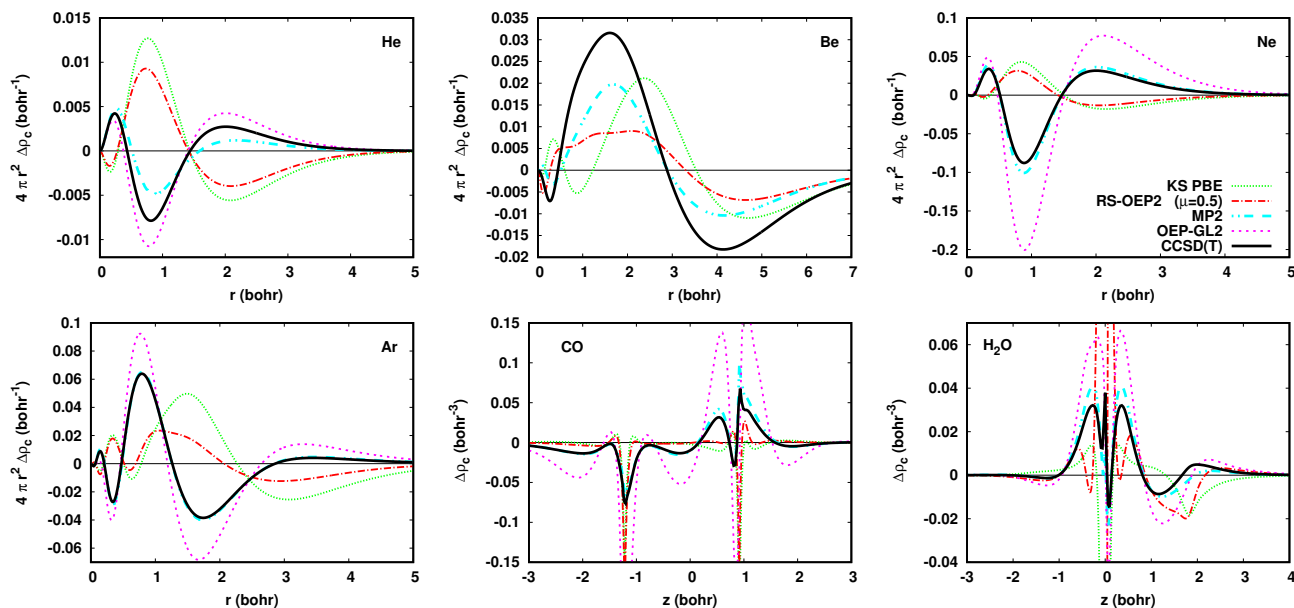 4 π r² Δρc (bohr⁻¹)
0.015
0.01
0.005
0
-0.005
-0.01
He
0 1 2 3 4 5
r (bohr)
0.035
0.03
0.025
0.02
0.015
0.01
0.005
0
-0.005
-0.01
-0.015
-0.02
4 π r² Δρc (bohr⁻¹)
Be
0 1 2 3 4 5 6 7
r (bohr)
0.1
0.05
0
-0.05
-0.1
-0.15
-0.2
4 π r² Δρc (bohr⁻¹)
Ne
KS PBE
RS-OEP2 (μ=0.5)
MP2
OEP-GL2
CCSD(T)
0 1 2 3 4 5
r (bohr)
0.1
0.08
0.06
0.04
0.02
0
-0.02
-0.04
-0.06
4 π r² Δρc (bohr⁻¹)
Ar
0 1 2 3 4 5
r (bohr)
0.15
0.1
0.05
0
-0.05
-0.1
-0.15
Δρc (bohr⁻³)
CO
-3 -2 -1 0 1 2 3
z (bohr)
0.06
0.04
0.02
0
-0.02
-0.04
Δρc (bohr⁻³)
H₂O
-3 -2 -1 0 1 2 3 4
z (bohr)